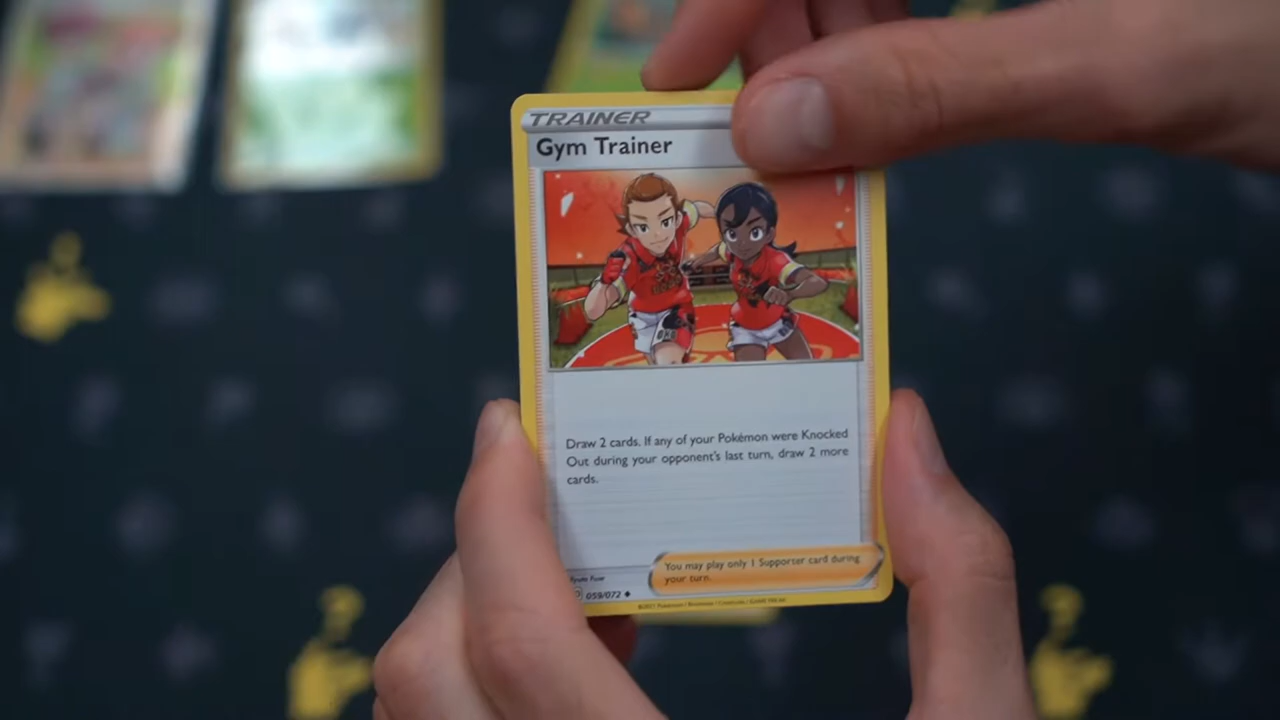 TRAINER
Gym Trainer
Draw 2 cards. If any of your Pokémon were Knocked
Out during your opponent's last turn, draw 2 more
cards.
You may play only 1 Supporter card during
your turn.
059/072